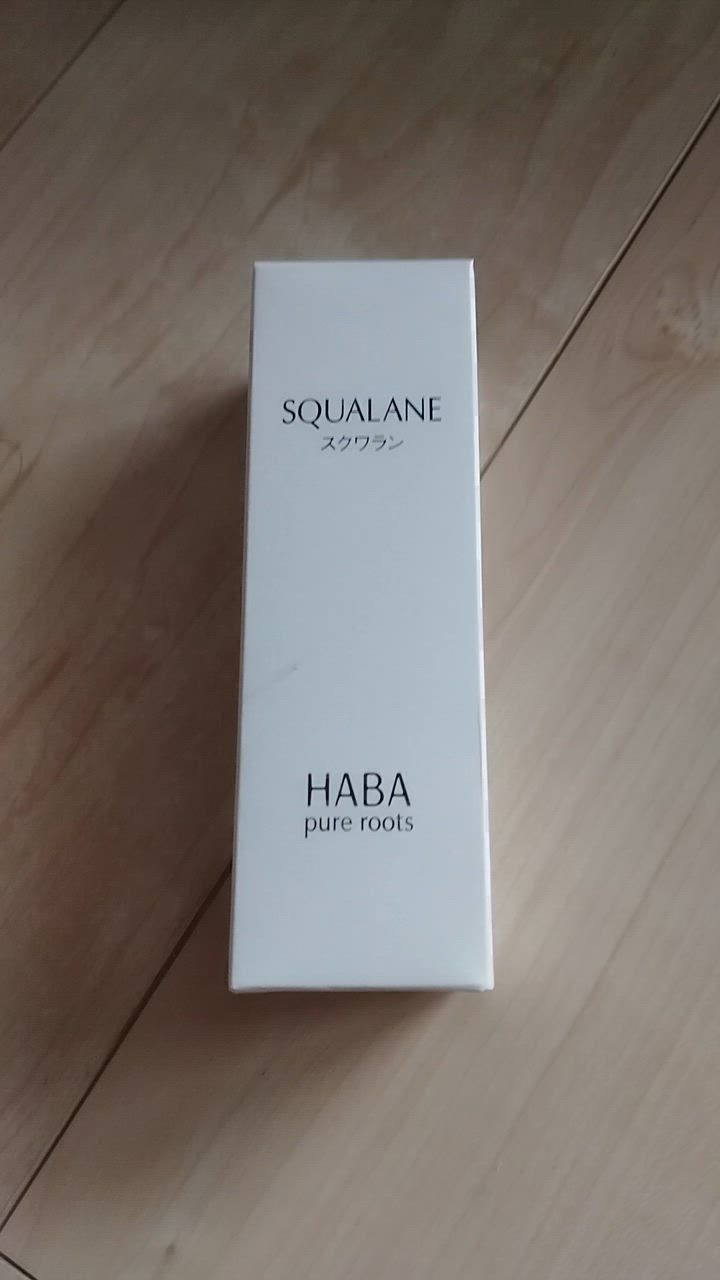 SQUALANE
スクワラン
HABA
pure roots